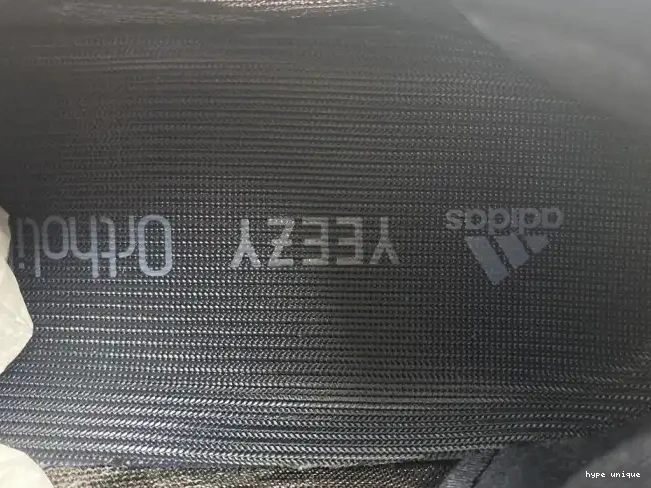 adidas
YEEZY
Ortholi
hype unique